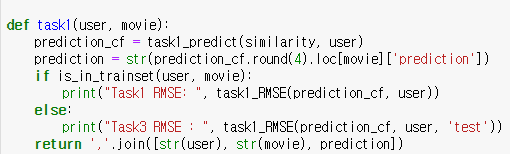 def task1(user, movie):
    prediction_cf = task1_predict(similarity, user)
    prediction = str(prediction_cf.round(4).loc[movie]['prediction'])
    if is_in_trainset(user, movie):
        print("Task1 RMSE: ", task1_RMSE(prediction_cf, user))
    else:
        print("Task3 RMSE : ", task1_RMSE(prediction_cf, user, 'test'))
    return ','.join([str(user), str(movie), prediction])